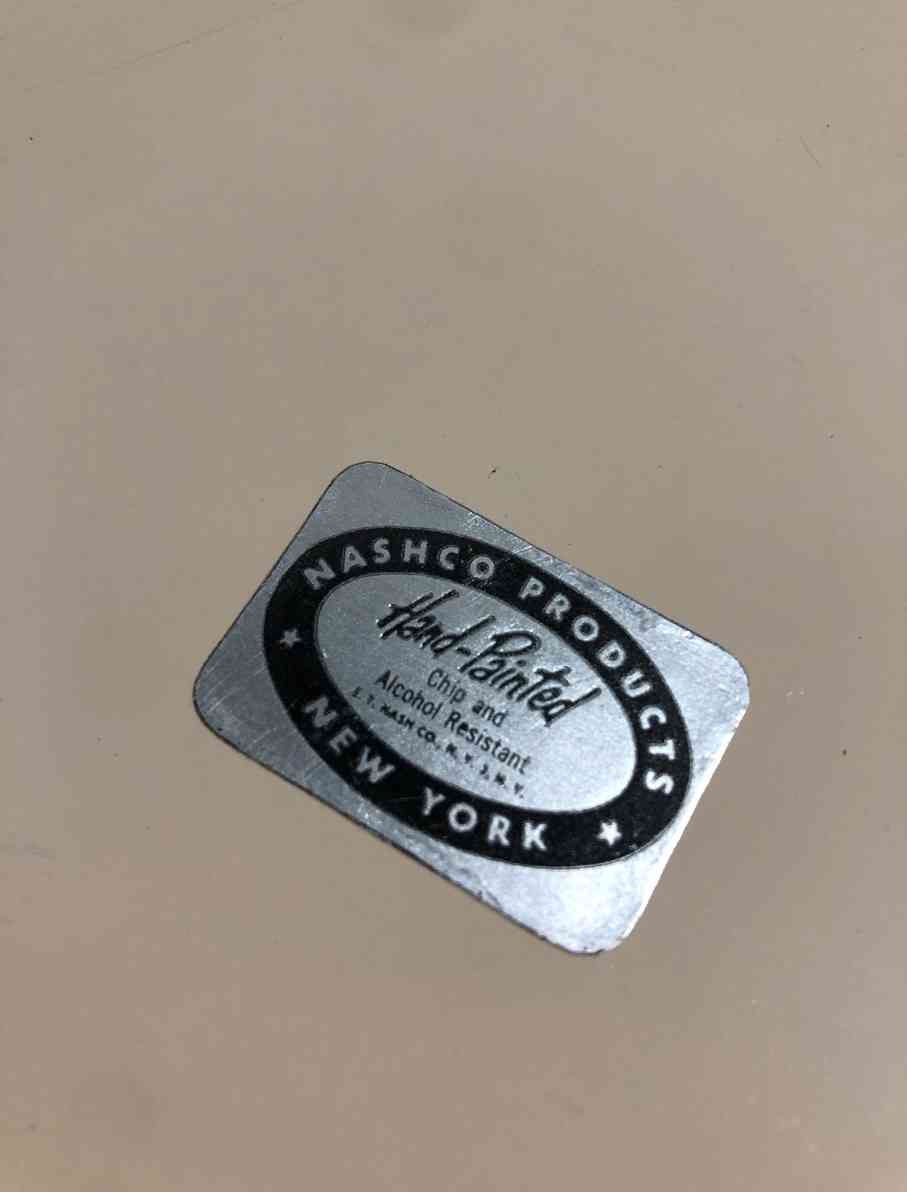 NASHCO PRODUCTS
Hand-Painted
Chip and
Alcohol Resistant
E. T. NASH CO., N. Y. 3, N. Y.
NEW YORK